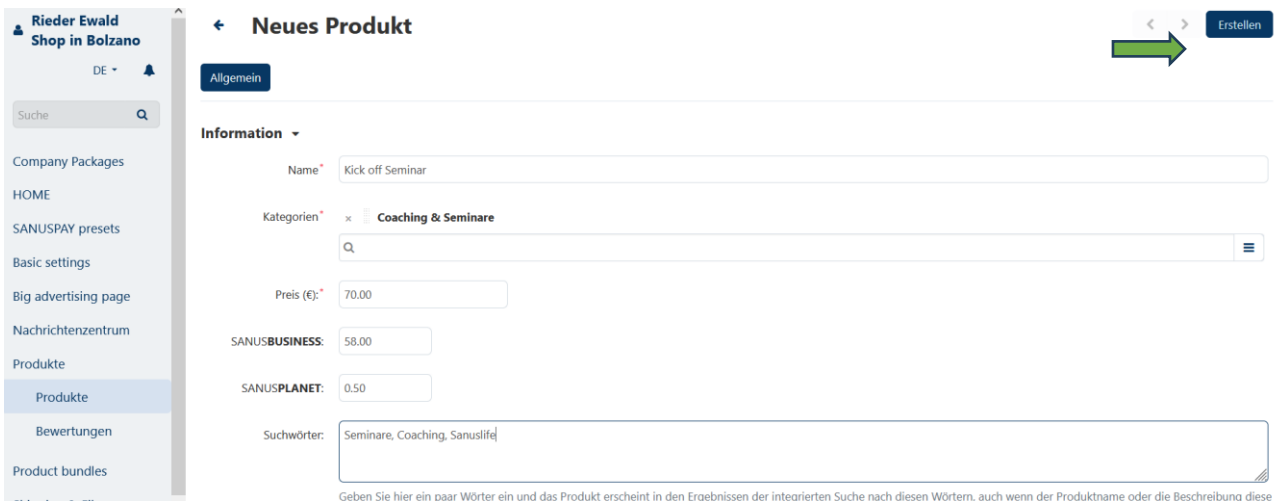 Rieder Ewald
Shop in Bolzano
DE
Suche
Company Packages
HOME
SANUSPAY presets
Basic settings
Big advertising page
Nachrichtenzentrum
Produkte
Produkte
Bewertungen
Product bundles
Neues Produkt
Erstellen
Allgemein
Information
Name* Kick off Seminar
Kategorien* × Coaching & Seminare
Preis (€):* 70.00
SANUSBUSINESS: 58.00
SANUSPLANET: 0.50
Suchwörter: Seminare, Coaching, Sanuslife
Geben Sie hier ein paar Wörter ein und das Produkt erscheint in den Ergebnissen der integrierten Suche nach diesen Wörtern, auch wenn der Produktname oder die Beschreibung diese